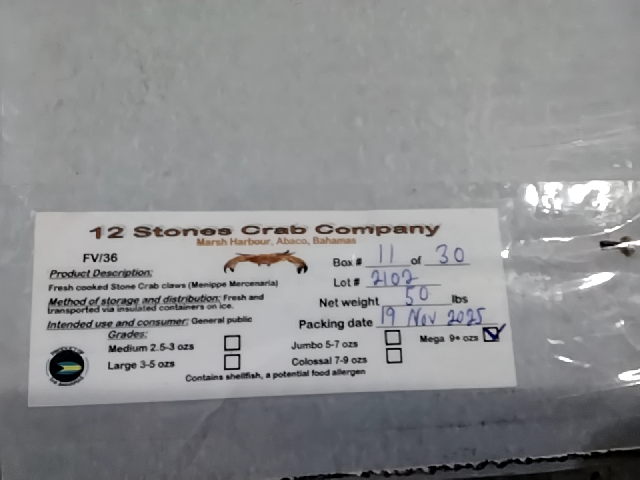 12 Stones Crab Company
Marsh Harbour, Abaco, Bahamas
FV/36
Box # 11 of 30
Product Description:
Lot # 2102
Fresh cooked Stone Crab claws (Menippe Mercenaria)
Net weight 50 lbs
Method of storage and distribution: Fresh and
transported via insulated containers on ice.
Packing date 19 Nov 2025
Intended use and consumer: General public
Grades:
Medium 2.5-3 ozs
Jumbo 5-7 ozs
Mega 9+ ozs
Large 3-5 ozs
Colossal 7-9 ozs
Contains shellfish, a potential food allergen